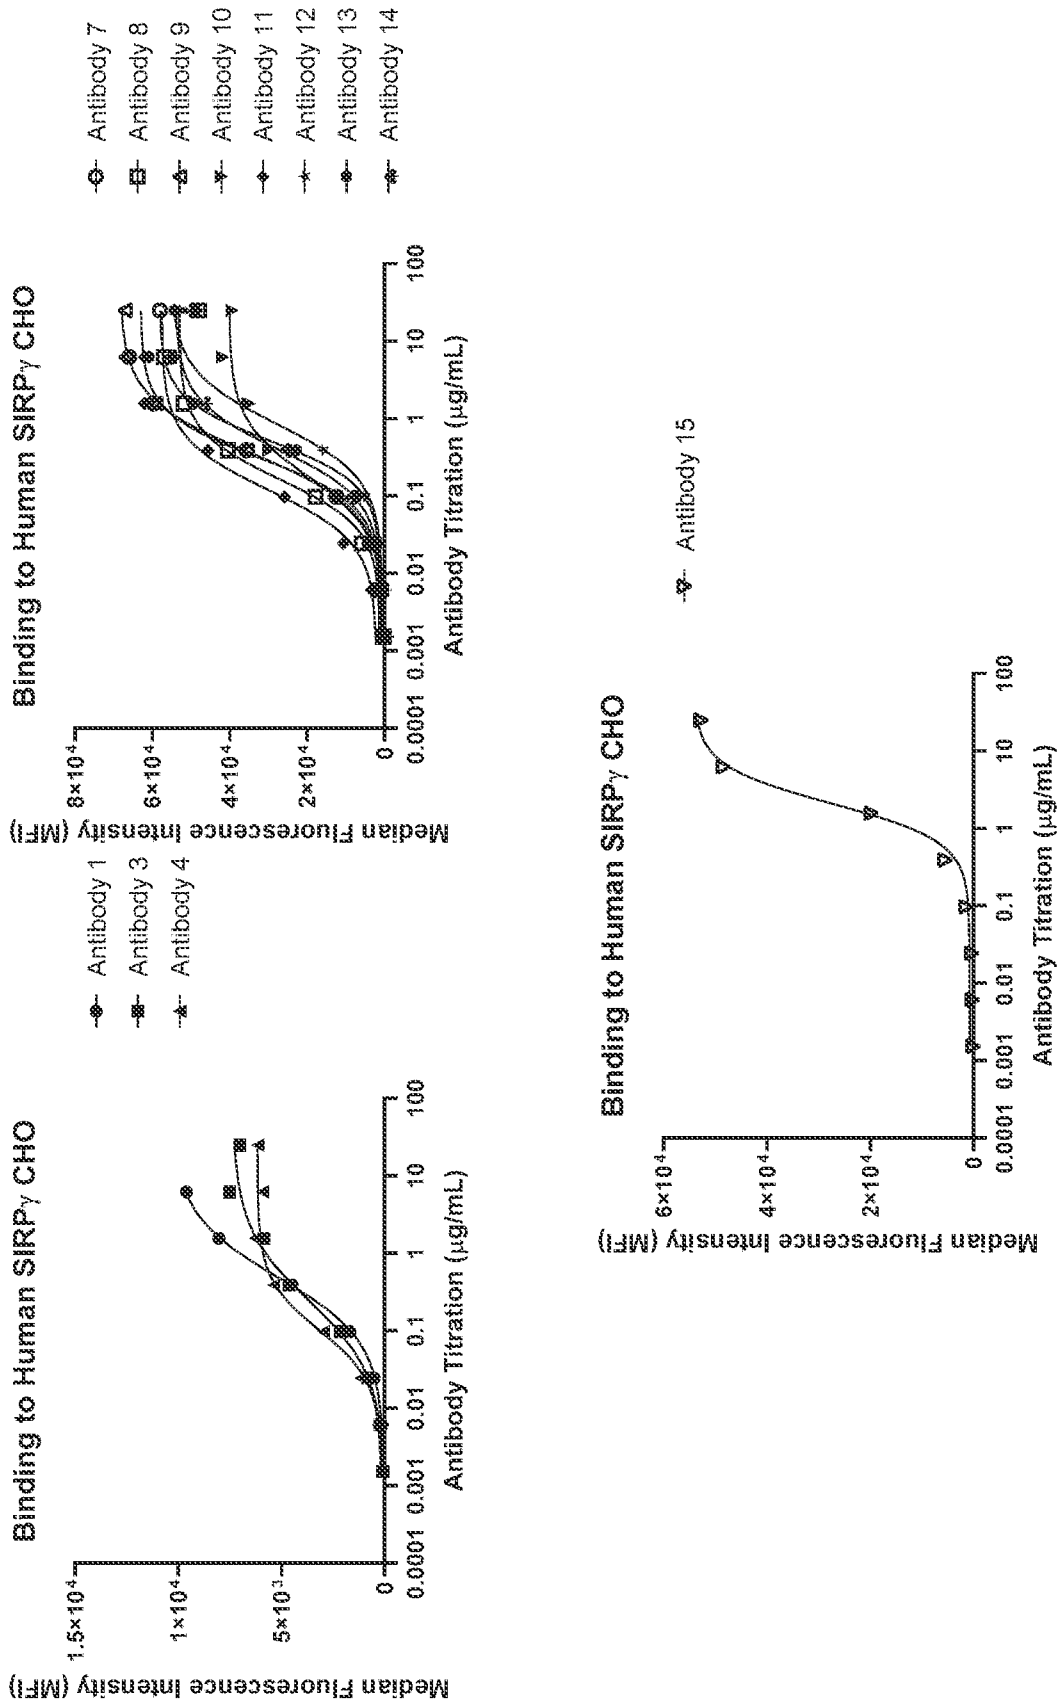 Binding to Human SIRPγ CHO
Median Fluorescence Intensity (MFI)
1.5×10⁴
1×10⁴
5×10³
0
0.0001 0.001 0.01 0.1 1 10 100
Antibody Titration (µg/mL)
Antibody 1
Antibody 3
Antibody 4
Binding to Human SIRPγ CHO
Median Fluorescence Intensity (MFI)
8×10⁴
6×10⁴
4×10⁴
2×10⁴
0
0.0001 0.001 0.01 0.1 1 10 100
Antibody Titration (µg/mL)
Antibody 7
Antibody 8
Antibody 9
Antibody 10
Antibody 11
Antibody 12
Antibody 13
Antibody 14
Binding to Human SIRPγ CHO
Median Fluorescence Intensity (MFI)
6×10⁴
4×10⁴
2×10⁴
0
0.0001 0.001 0.01 0.1 1 10 100
Antibody Titration (µg/mL)
Antibody 15